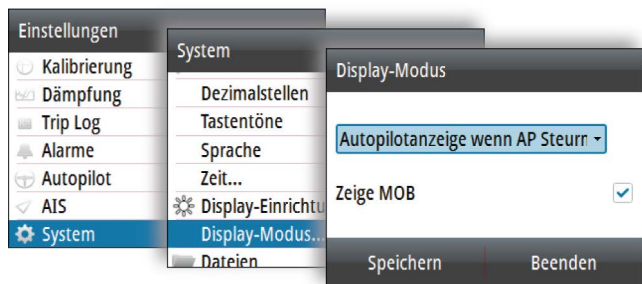 Einstellungen
Kalibrierung
Dämpfung
Trip Log
Alarme
Autopilot
AIS
System
System
Dezimalstellen
Tastentöne
Sprache
Zeit...
Display-Einrichtu
Display-Modus...
Dateien
Display-Modus
Autopilotanzeige wenn AP Steurn
Zeige MOB
Speichern Beenden